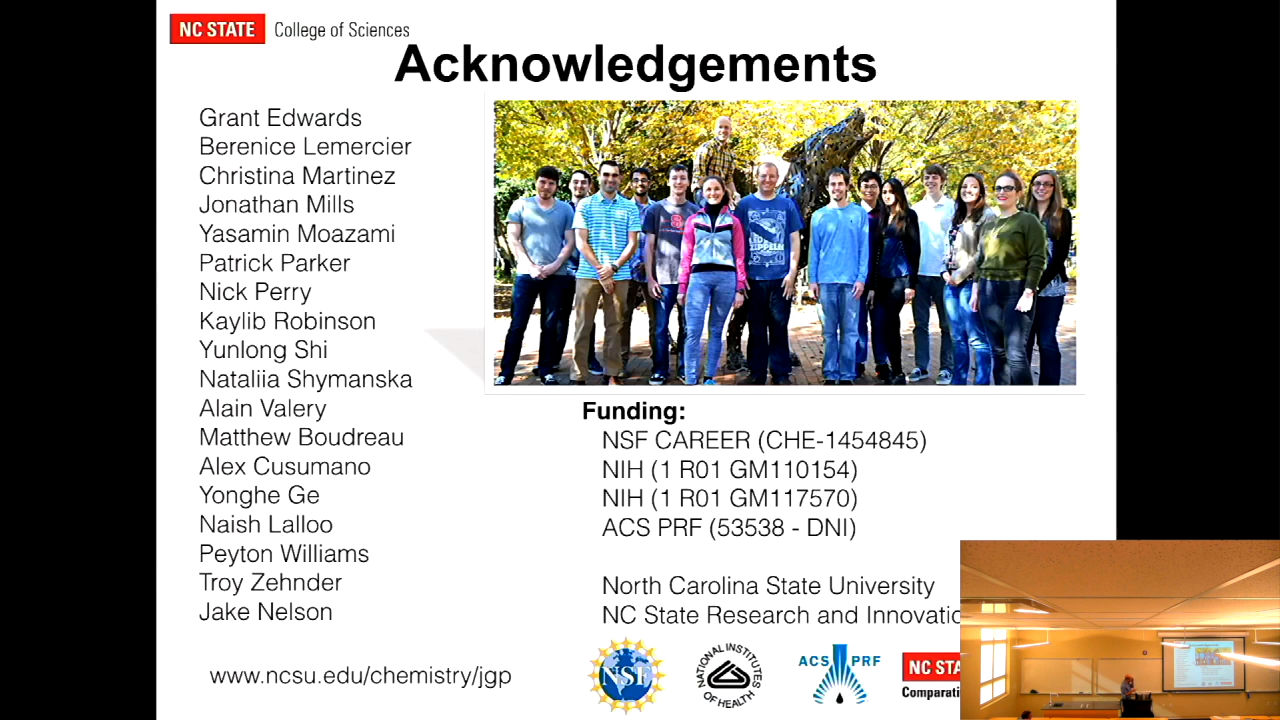 NC STATE College of Sciences
Acknowledgements
Grant Edwards
Berenice Lemercier
Christina Martinez
Jonathan Mills
Yasamin Moazami
Patrick Parker
Nick Perry
Kaylib Robinson
Yunlong Shi
Nataliia Shymanska
Alain Valery
Matthew Boudreau
Alex Cusumano
Yonghe Ge
Naish Lalloo
Peyton Williams
Troy Zehnder
Jake Nelson
www.ncsu.edu/chemistry/jgp
LED
ZEPPELIN
Funding:
NSF CAREER (CHE-1454845)
NIH (1 R01 GM110154)
NIH (1 R01 GM117570)
ACS PRF (53538 - DNI)
North Carolina State University
NC State Research and Innovatio
NSF
NATIONAL INSTITUTES OF HEALTH
ACS PRF
NC STA
Comparati